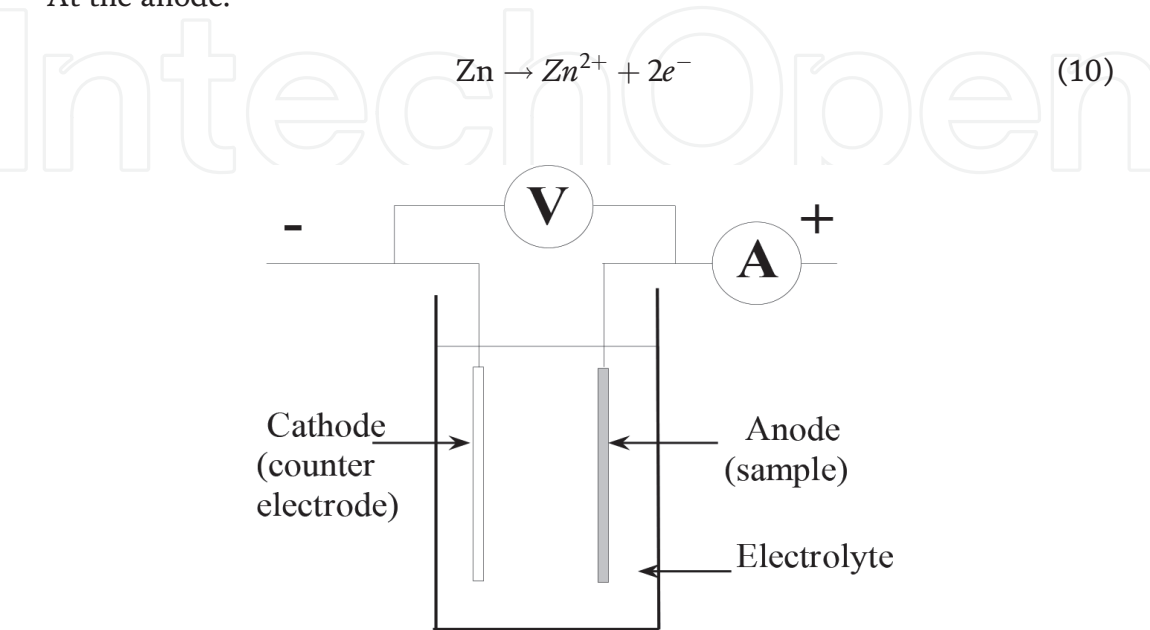 At the anode:
IntechOpen
Zn → Zn²⁺ + 2e⁻ (10)
V
- +
A
Cathode
(counter
electrode)
Anode
(sample)
Electrolyte